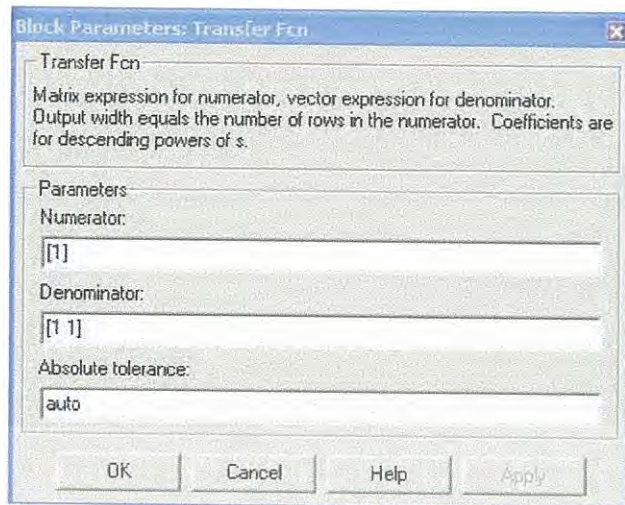 Block Parameters: Transfer Fcn
Transfer Fcn
Matrix expression for numerator, vector expression for denominator.
Output width equals the number of rows in the numerator. Coefficients are
for descending powers of s.
Parameters
Numerator:
[1]
Denominator:
[1 1]
Absolute tolerance:
auto
OK
Cancel
Help
Apply